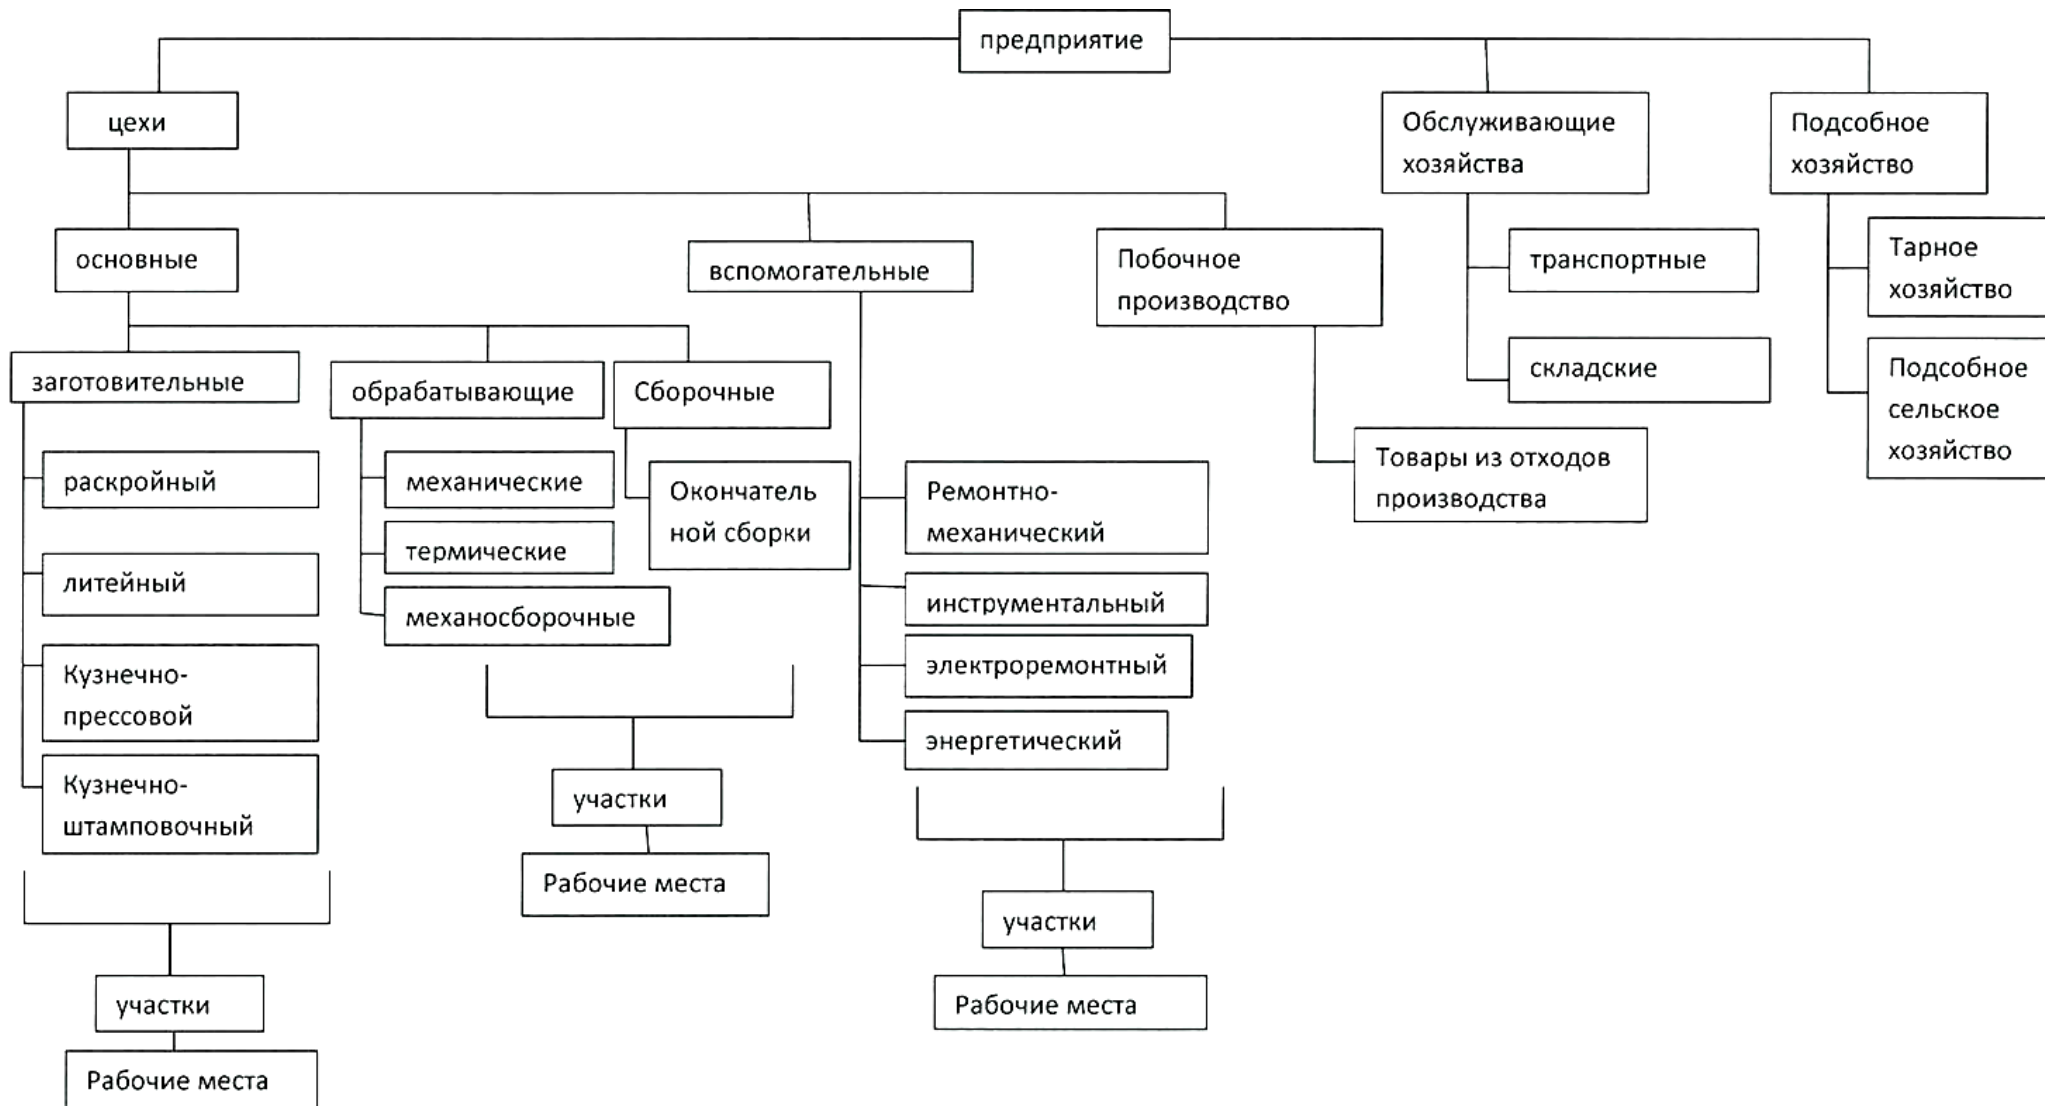 предприятие
цехи
Обслуживающие
хозяйства
Подсобное
хозяйство
основные
вспомогательные
Побочное
производство
транспортные
Тарное
хозяйство
складские
Подсобное
сельское
хозяйство
заготовительные
обрабатывающие
Сборочные
раскройный
литейный
Кузнечно-
прессовой
Кузнечно-
штамповочный
механические
термические
механосборочные
Окончатель
ной сборки
Ремонтно-
механический
инструментальный
электроремонтный
энергетический
Товары из отходов
производства
участки
Рабочие места
участки
Рабочие места
участки
Рабочие места